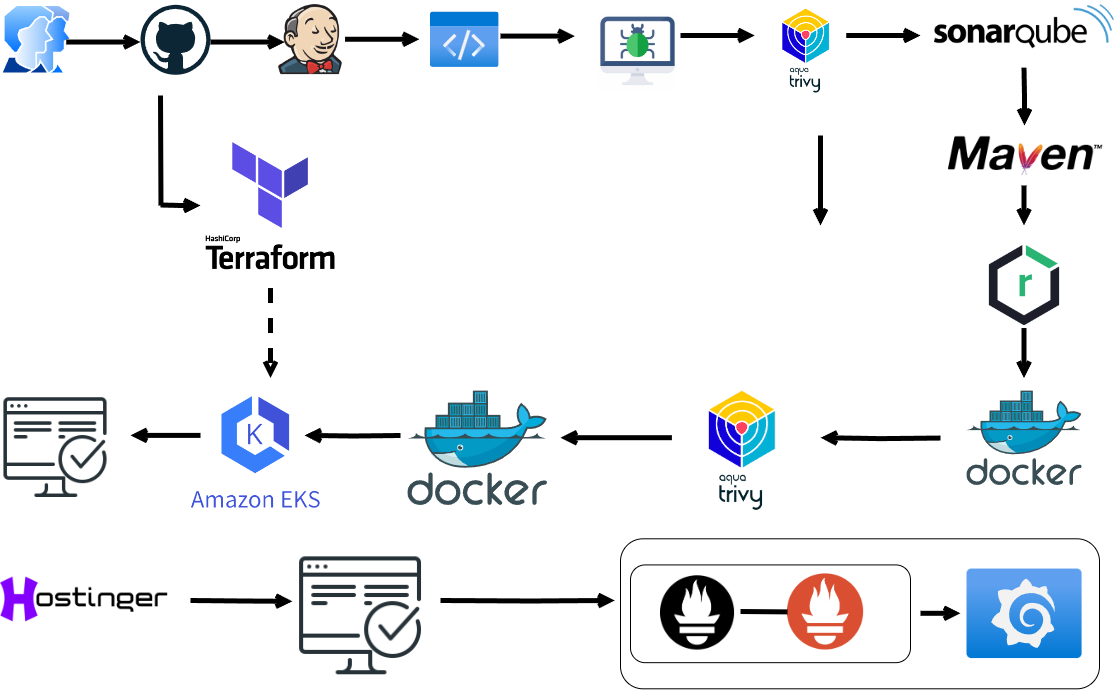 </>
aqua
trivy
sonarqube
Maven™
HashiCorp
Terraform
r
K
Amazon EKS
docker
aqua
trivy
docker
Hostinger